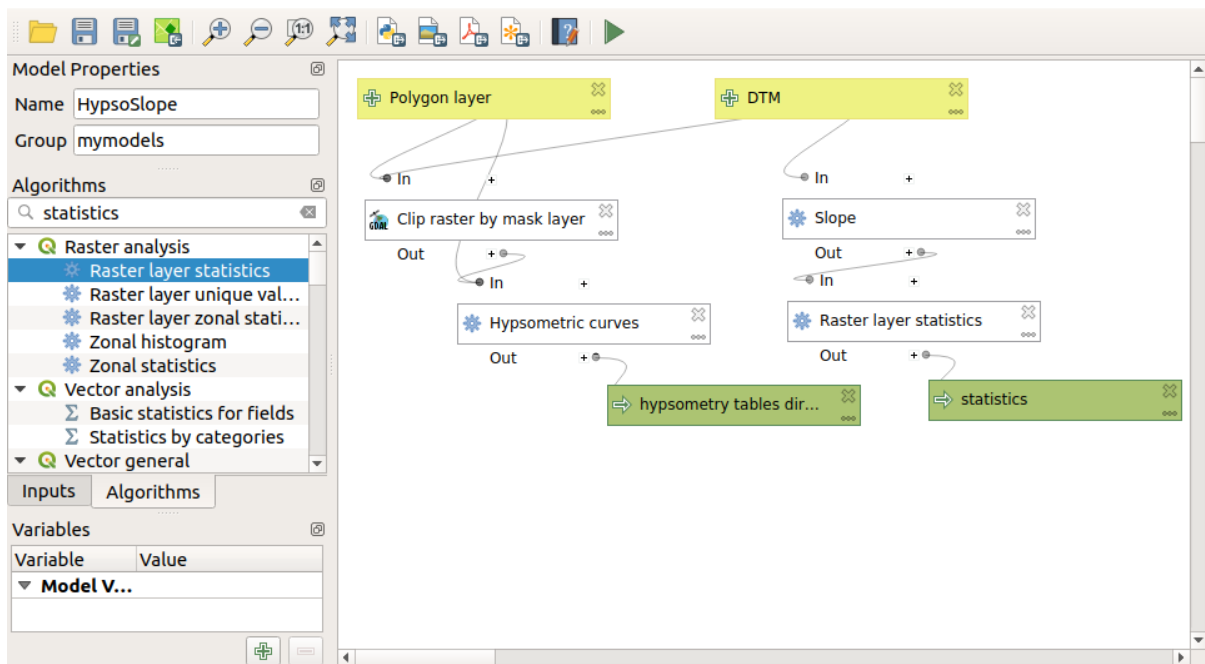 1:1
Model Properties
Name HypsoSlope
Group mymodels
Algorithms
statistics
Raster analysis
Raster layer statistics
Raster layer unique val...
Raster layer zonal stati...
Zonal histogram
Zonal statistics
Vector analysis
Σ Basic statistics for fields
Σ Statistics by categories
Vector general
Inputs Algorithms
Variables
Variable Value
Model V...
Polygon layer
DTM
In +
In +
GDAL Clip raster by mask layer
Slope
Out +
Out +
In +
In +
Hypsometric curves
Raster layer statistics
Out +
Out +
hypsometry tables dir...
statistics